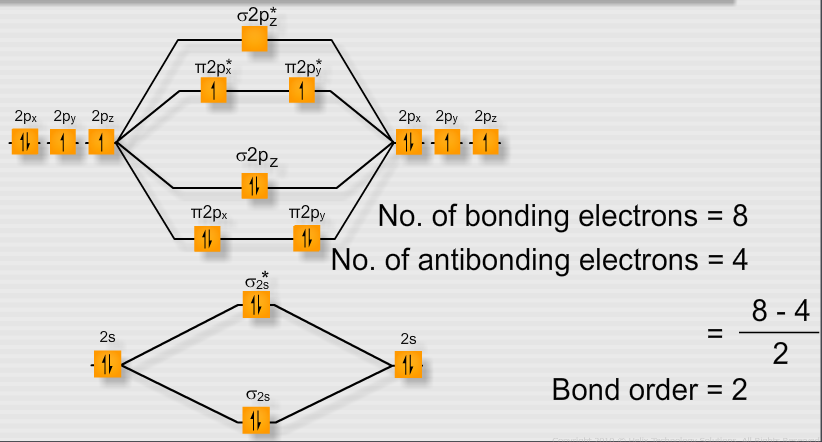 σ2p*z
π2p*x π2p*y
2px 2py 2pz 2px 2py 2pz
σ2pz
π2px π2py
No. of bonding electrons = 8
No. of antibonding electrons = 4
σ*2s
= 8 - 4
2
2s 2s
Bond order = 2
σ2s